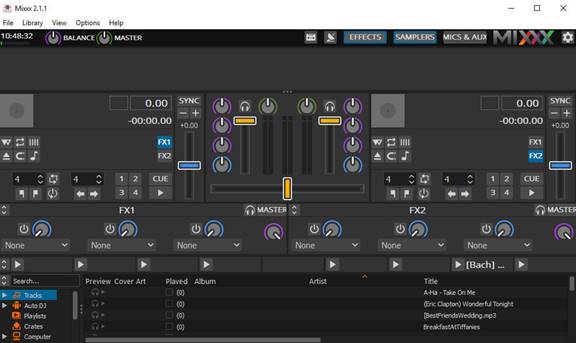 Mixxx 2.1.1
File Library View Options Help
10:48:32 BALANCE MASTER EFFECTS SAMPLERS MICS & AUX MIXXX
SYNC SYNC
0.00 0.00
-00:00.00 +0.00 -00:00.00 +0.00
FX1 FX1
FX2 FX2
4 4 1 2 CUE 4 4 1 2 CUE
3 4 3 4
FX1 MASTER FX2 MASTER
None None None None None None
[Bach] ...
Search... Preview Cover Art Played Album Artist Title
Tracks (0) A-Ha - Take On Me
Auto DJ (0) (Eric Clapton) Wonderful Tonight
Playlists (0) [BestFriendsWedding.mp3
Crates (0) BreakfastAtTiffanies
Computer